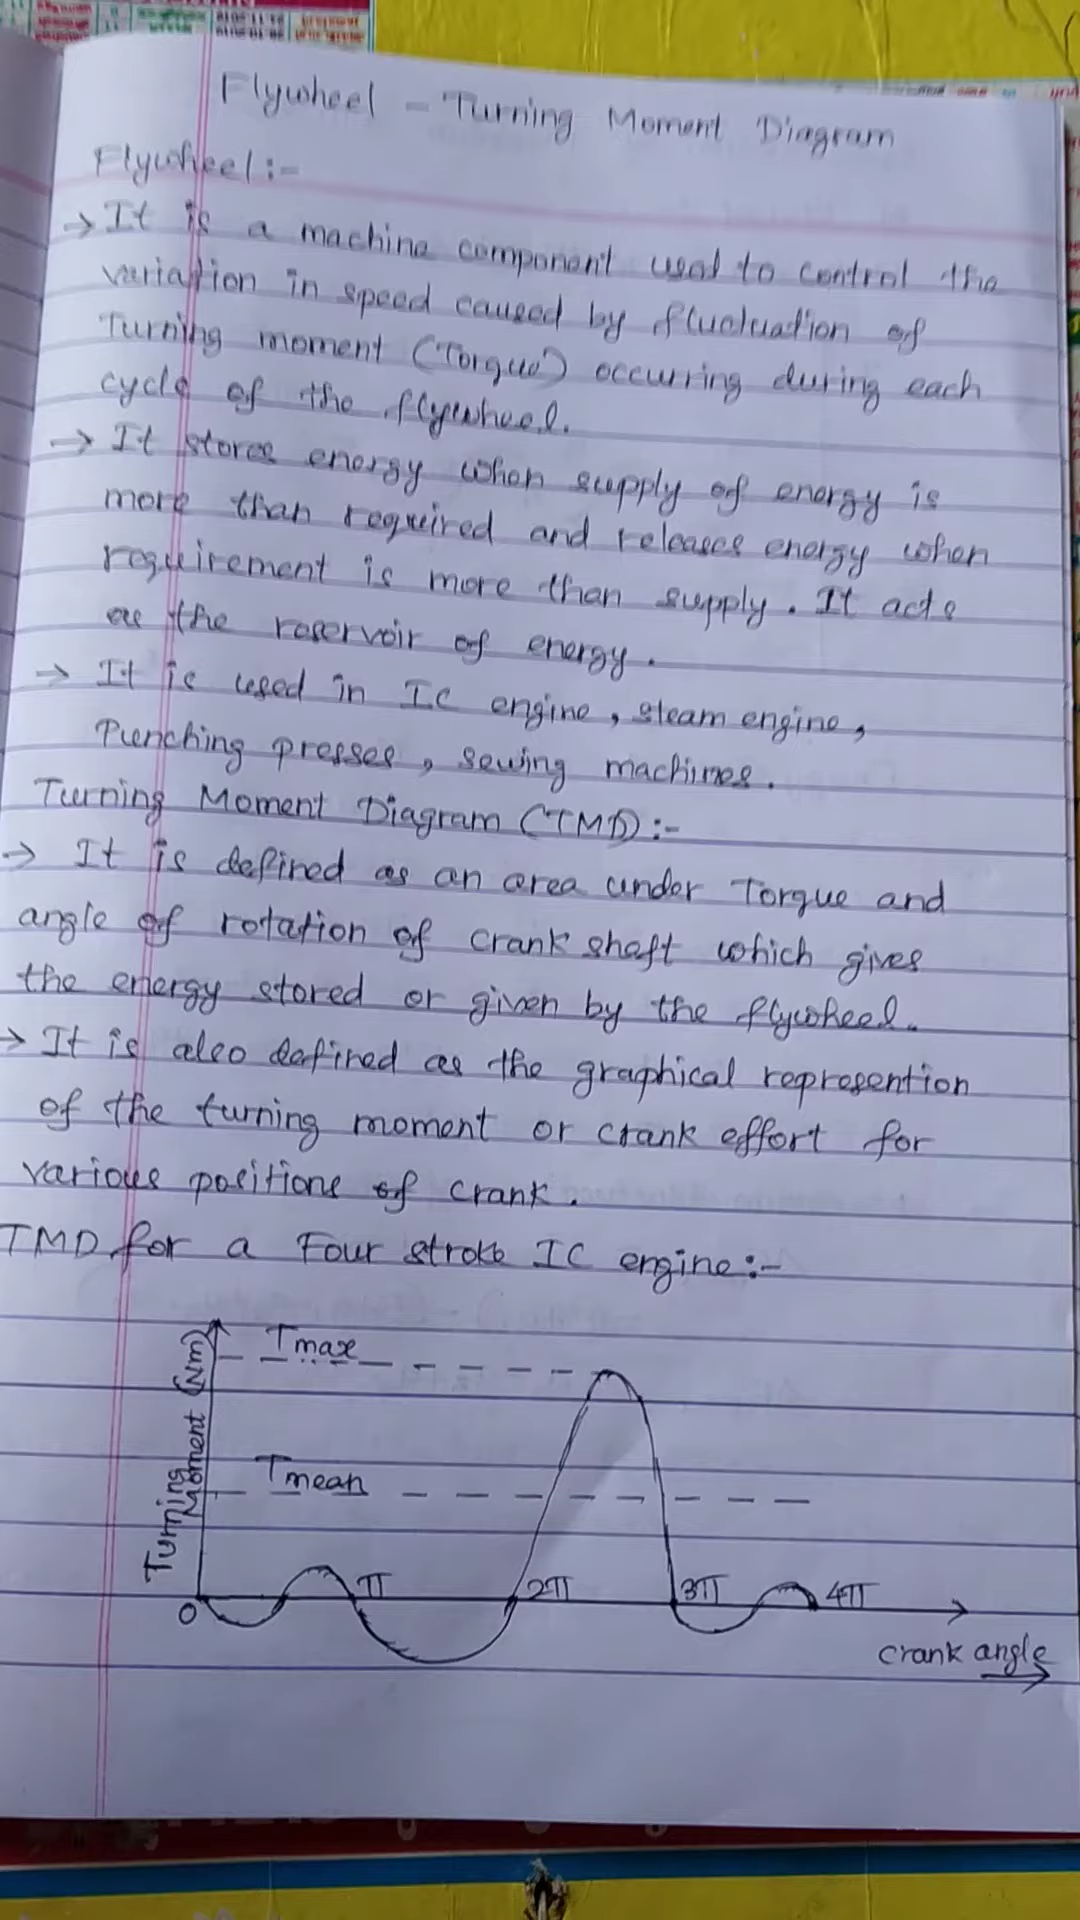 Flywheel - Turning Moment Diagram
Flywheel :-
→ It is a machine component used to control the
variation in speed caused by fluctuation of
Turning moment (Torque) occurring during each
cycle of the flywheel.
→ It stores energy when supply of energy is
more than required and releases energy when
requirement is more than supply. It acts
as the reservoir of energy.
→ It is used in IC engine, steam engine,
Punching presses, sewing machines.
Turning Moment Diagram (TMD) :-
→ It is defined as an area under Torque and
angle of rotation of crank shaft which gives
the energy stored or given by the flywheel.
→ It is also defined as the graphical represention
of the turning moment or crank effort for
various positions of crank.
TMD for a Four stroke IC engine :-
Turning
Moment (Nm)
Tmax
Tmean
0 π 2π 3π 4π
crank angle